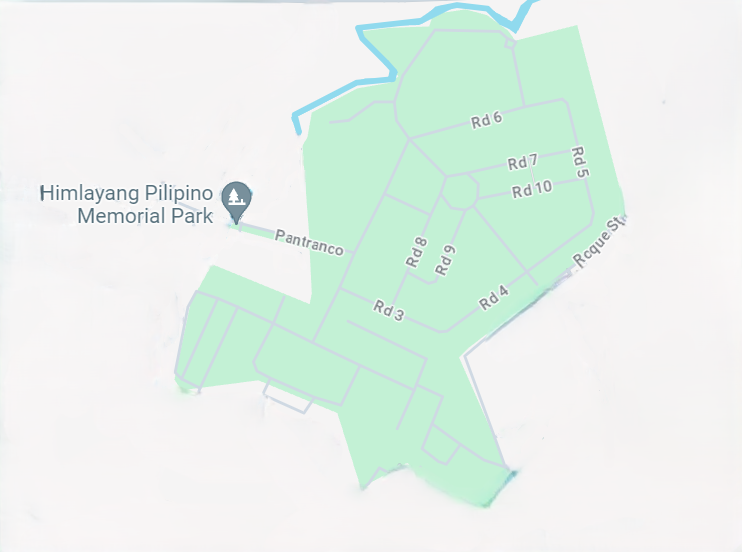 Rd 6
Rd 7
Rd 5
Rd 10
Himlayang Pilipino
Memorial Park
Pantranco
Rd 8
Rd 9
Rcque St.
Rd 4
Rd 3